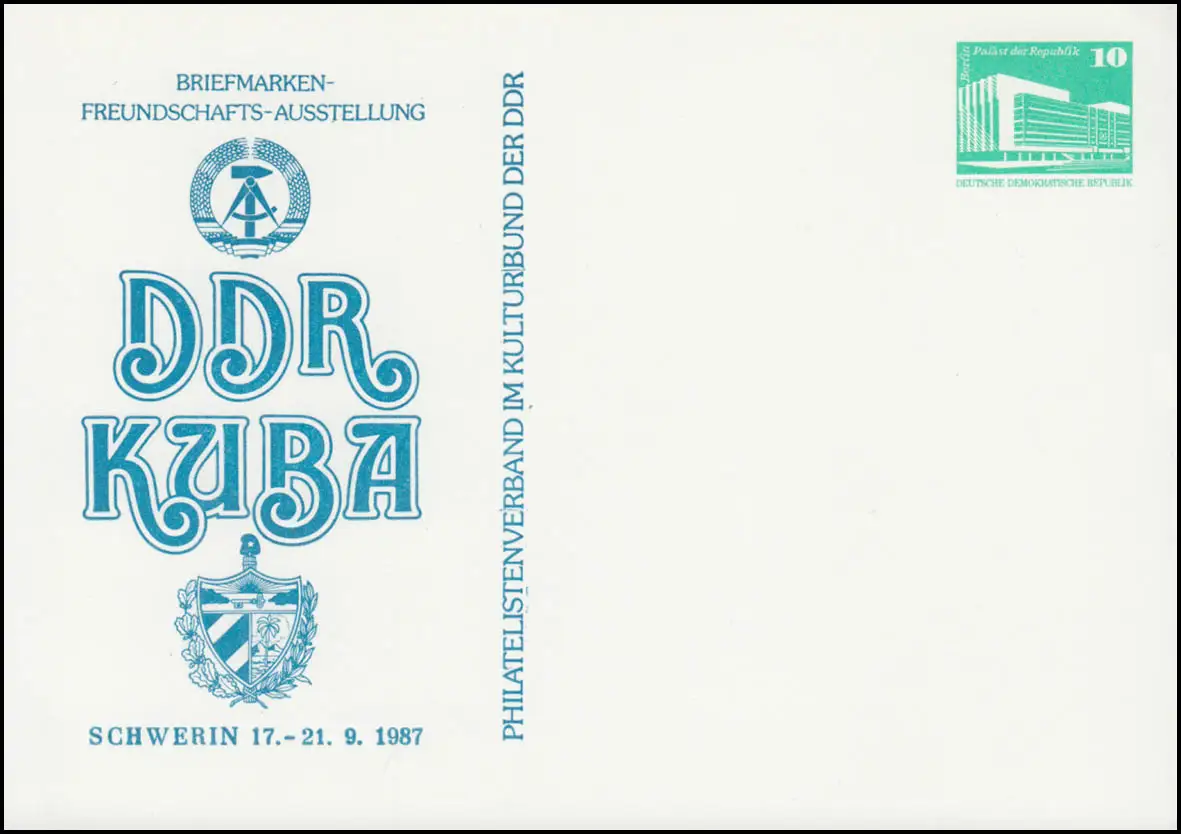 BRIEFMARKEN-
FREUNDSCHAFTS-AUSSTELLUNG
DDR
KUBA
SCHWERIN 17.-21. 9. 1987
PHILATELISTENVERBAND IM KULTURBUND DER DDR
Berlin
Palast der Republik
10
DEUTSCHE DEMOKRATISCHE REPUBLIK